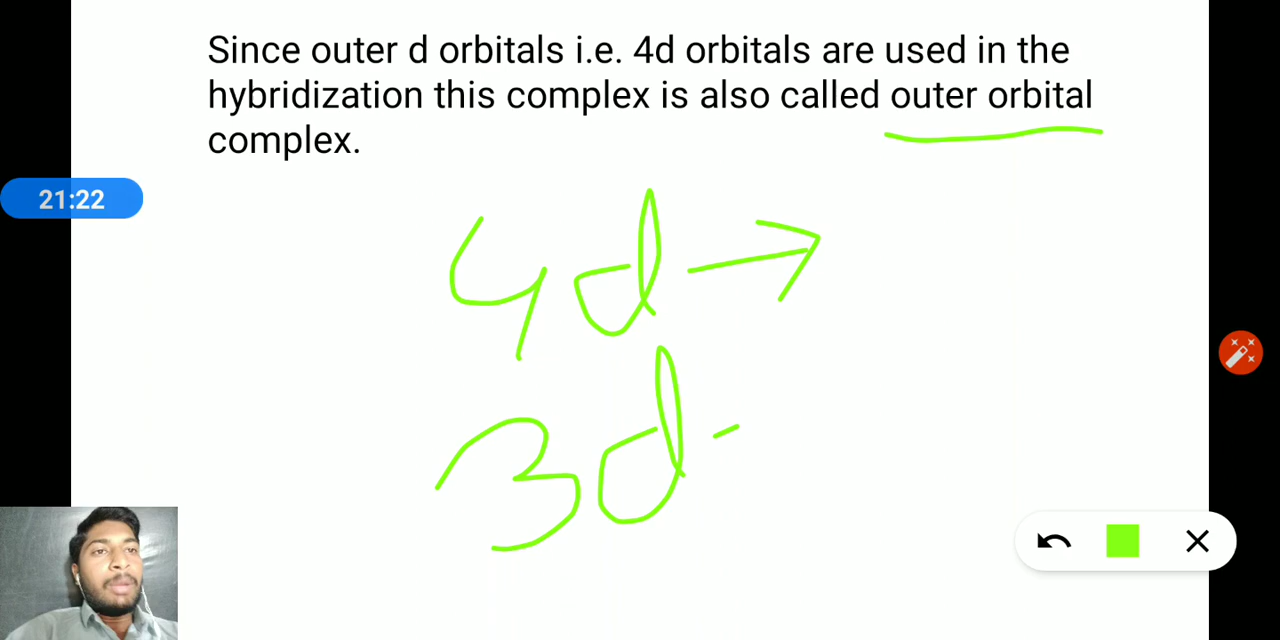 Since outer d orbitals i.e. 4d orbitals are used in the
hybridization this complex is also called outer orbital
complex.
21:22
4d →
3d -